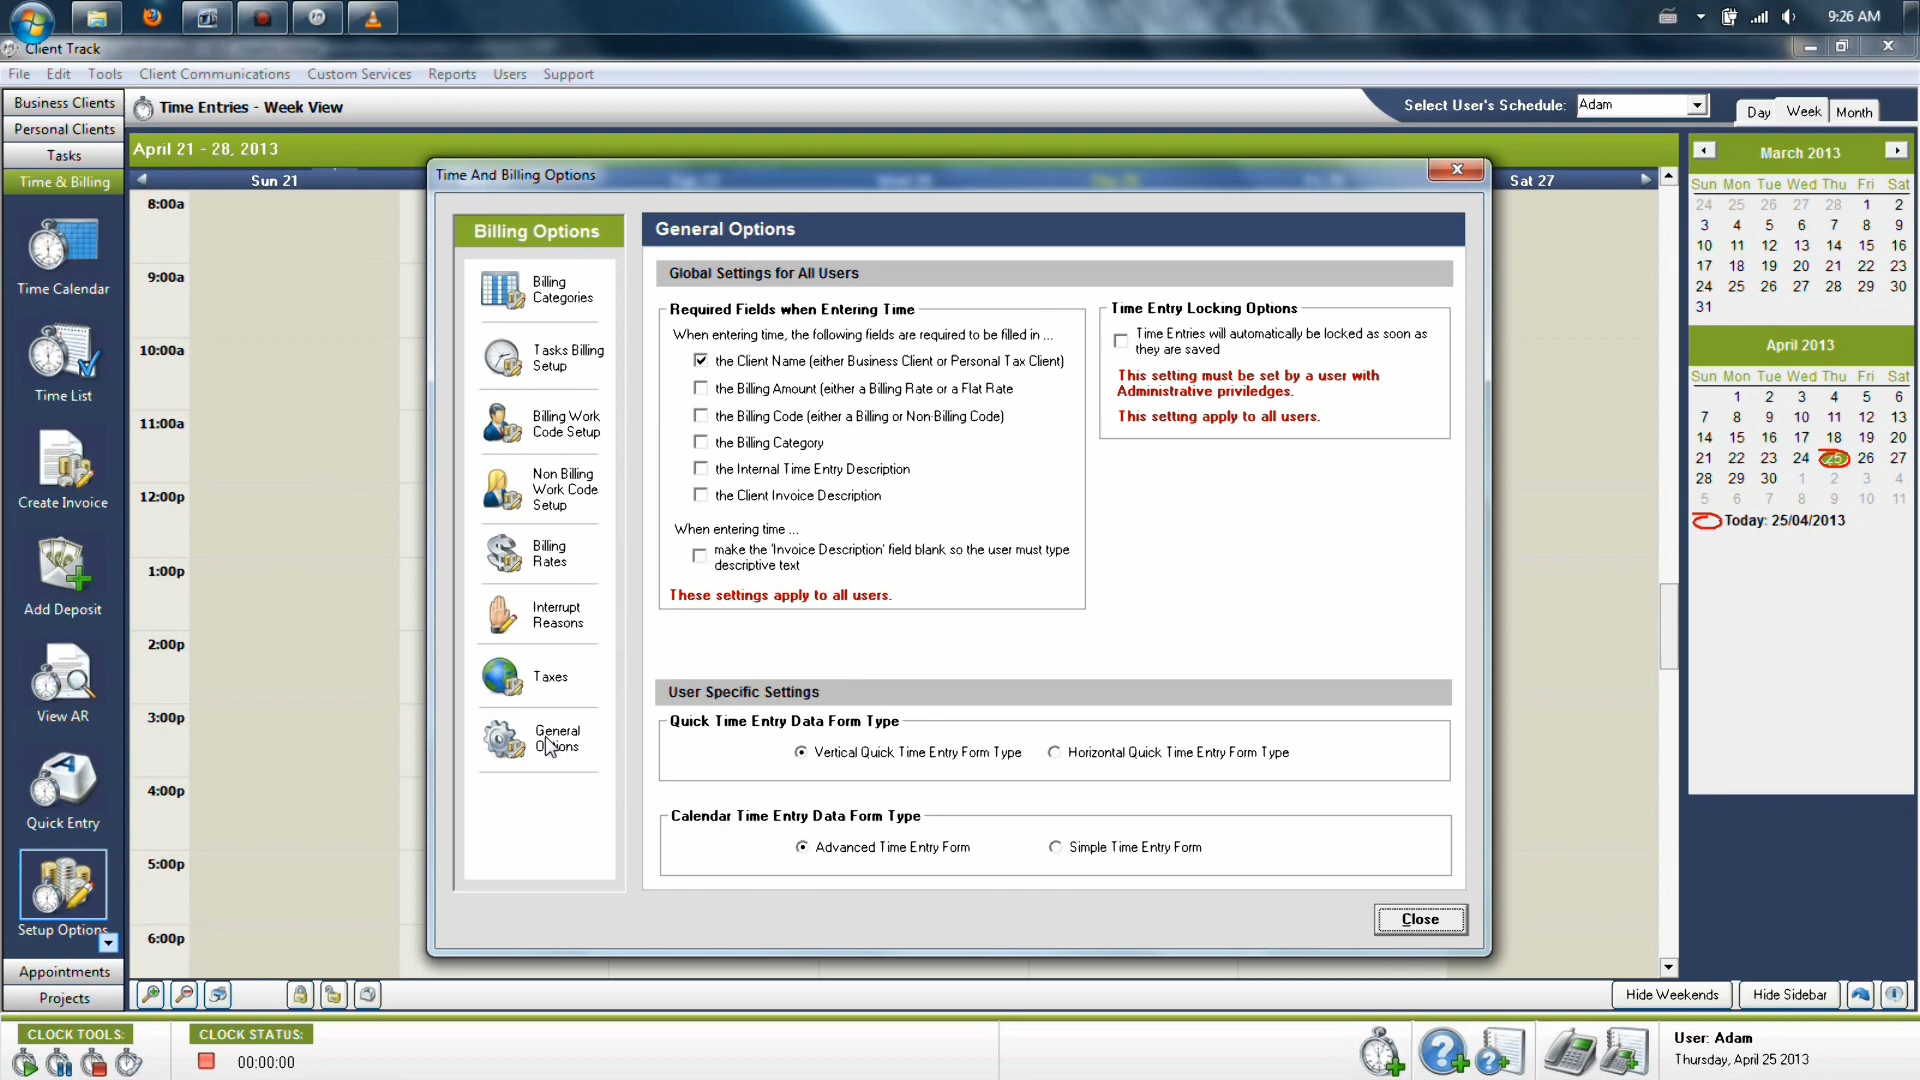 9:26 AM
Client Track
File Edit Tools Client Communications Custom Services Reports Users Support
Business Clients
Personal Clients
Tasks
Time & Billing
Time Calendar
Time List
Create Invoice
Add Deposit
View AR
Quick Entry
Setup Options
Appointments
Projects
Time Entries - Week View
Select User's Schedule: Adam
Day Week Month
April 21 - 28, 2013
Sun 21
Sat 27
8:00a
9:00a
10:00a
11:00a
12:00p
1:00p
2:00p
3:00p
4:00p
5:00p
6:00p
Time And Billing Options
Billing Options
Billing
Categories
Tasks Billing
Setup
Billing Work
Code Setup
Non Billing
Work Code
Setup
Billing
Rates
Interrupt
Reasons
Taxes
General
Options
General Options
Global Settings for All Users
Required Fields when Entering Time
When entering time, the following fields are required to be filled in ...
the Client Name (either Business Client or Personal Tax Client)
the Billing Amount (either a Billing Rate or a Flat Rate
the Billing Code (either a Billing or Non-Billing Code)
the Billing Category
the Internal Time Entry Description
the Client Invoice Description
When entering time ...
make the 'Invoice Description' field blank so the user must type
descriptive text
These settings apply to all users.
Time Entry Locking Options
Time Entries will automatically be locked as soon as
they are saved
This setting must be set by a user with
Administrative priviledges.
This setting apply to all users.
User Specific Settings
Quick Time Entry Data Form Type
Vertical Quick Time Entry Form Type
Horizontal Quick Time Entry Form Type
Calendar Time Entry Data Form Type
Advanced Time Entry Form
Simple Time Entry Form
Close
March 2013
Sun Mon Tue Wed Thu Fri Sat
24 25 26 27 28 1 2
3 4 5 6 7 8 9
10 11 12 13 14 15 16
17 18 19 20 21 22 23
24 25 26 27 28 29 30
31
April 2013
Sun Mon Tue Wed Thu Fri Sat
1 2 3 4 5 6
7 8 9 10 11 12 13
14 15 16 17 18 19 20
21 22 23 24 25 26 27
28 29 30 1 2 3 4
5 6 7 8 9 10 11
Today: 25/04/2013
Hide Weekends
Hide Sidebar
CLOCK TOOLS:
CLOCK STATUS:
00:00:00
User: Adam
Thursday, April 25 2013